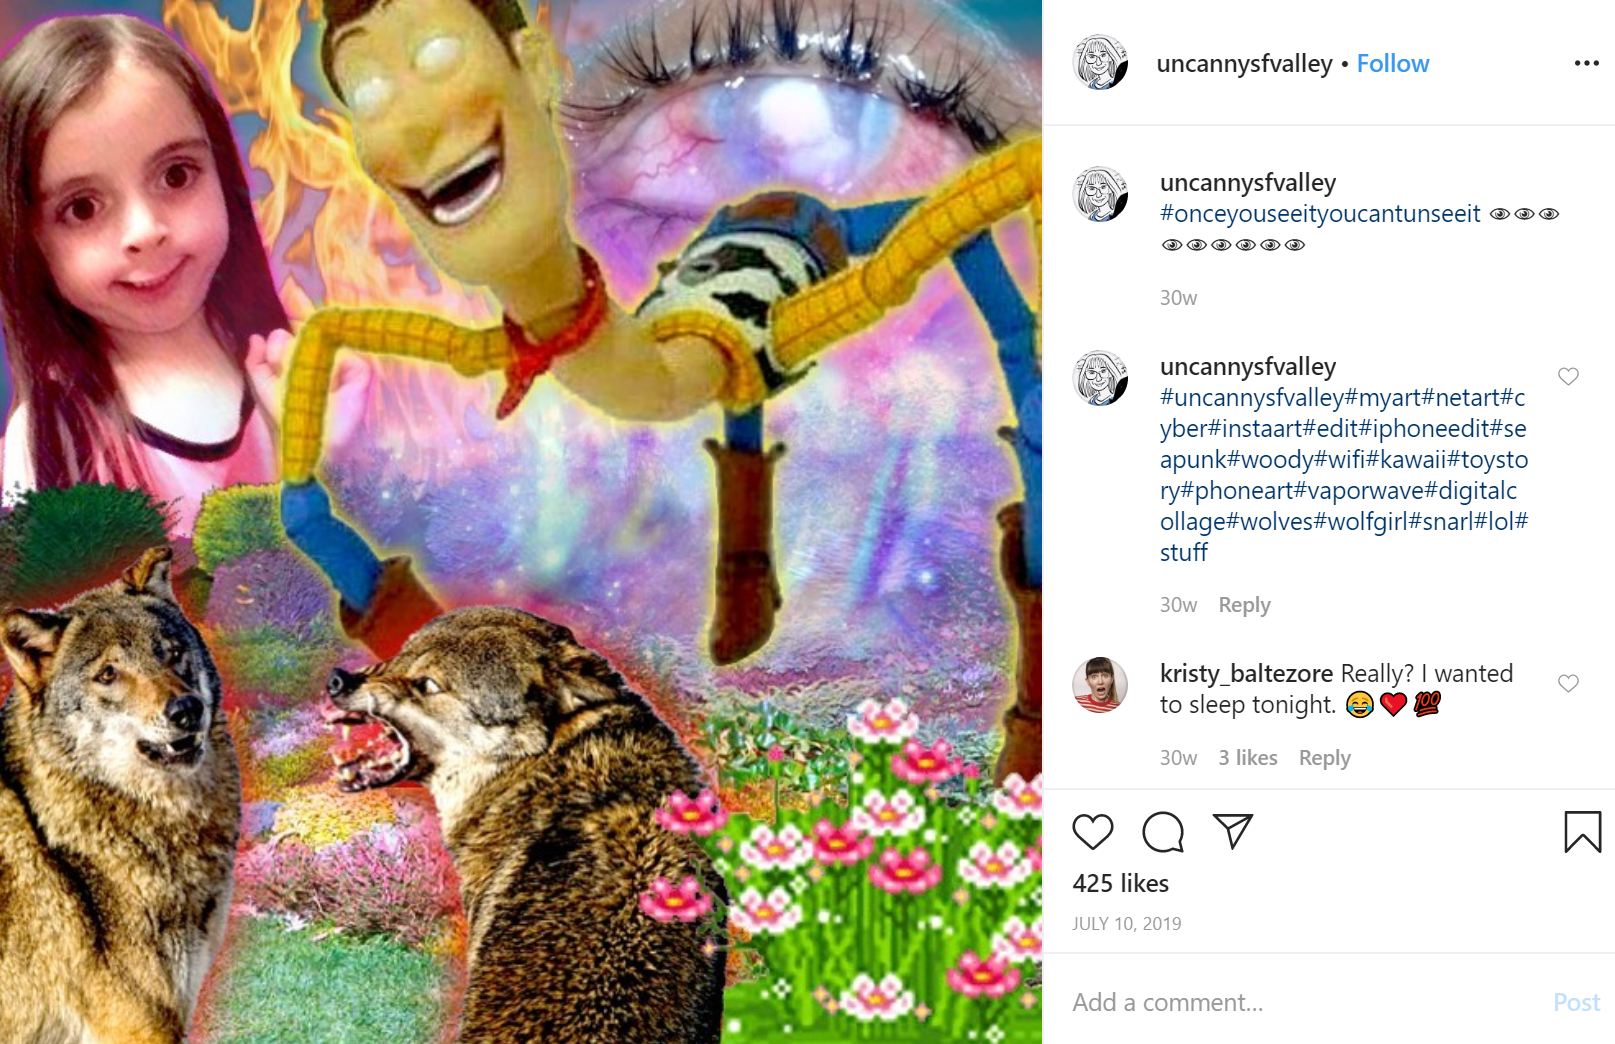 uncannysfvalley • Follow
uncannysfvalley
#onceyouseeityoucantunseeit 👁👁👁
👁👁👁👁👁👁
30w
uncannysfvalley
#uncannysfvalley#myart#netart#c
yber#instaart#edit#iphoneedit#se
apunk#woody#wifi#kawaii#toysto
ry#phoneart#vaporwave#digitalc
ollage#wolves#wolfgirl#snarl#lol#
stuff
30w Reply
kristy_baltezore Really? I wanted
to sleep tonight. 😂❤️💯
30w 3 likes Reply
425 likes
JULY 10, 2019
Add a comment... Post